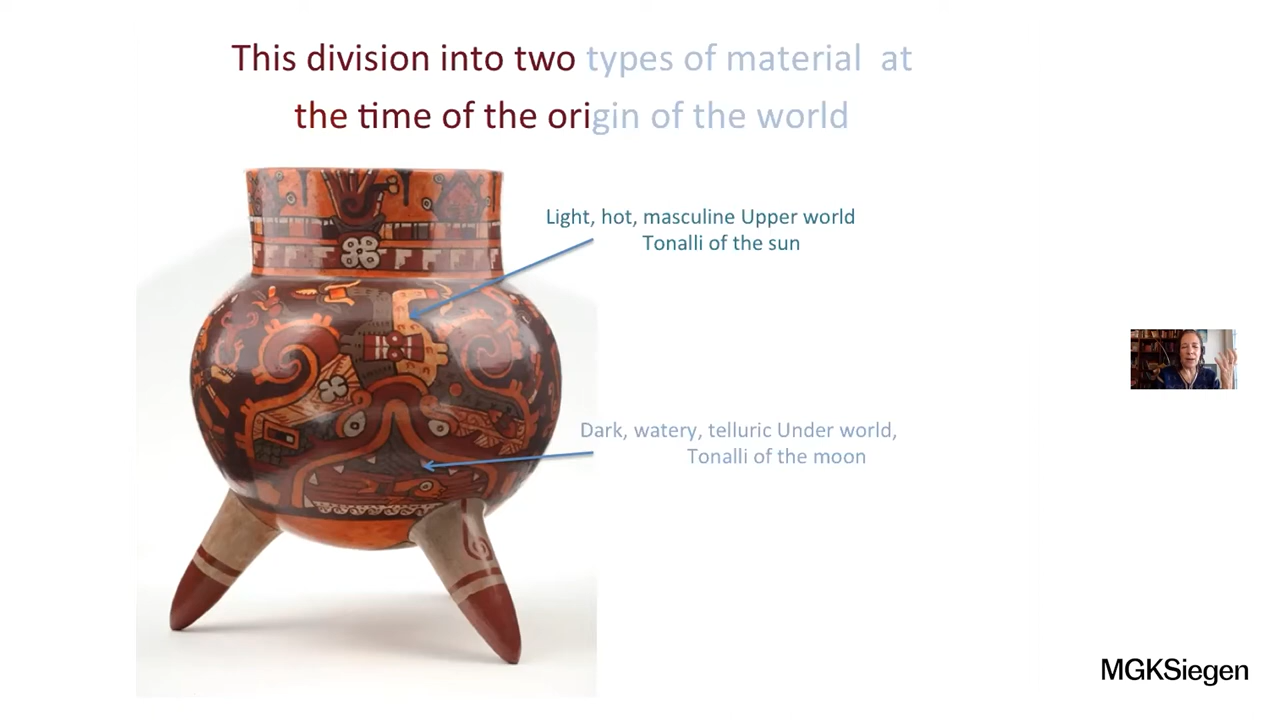 This division into two types of material at
the time of the origin of the world
Light, hot, masculine Upper world
Tonalli of the sun
Dark, watery, telluric Under world,
Tonalli of the moon
MGKSiegen